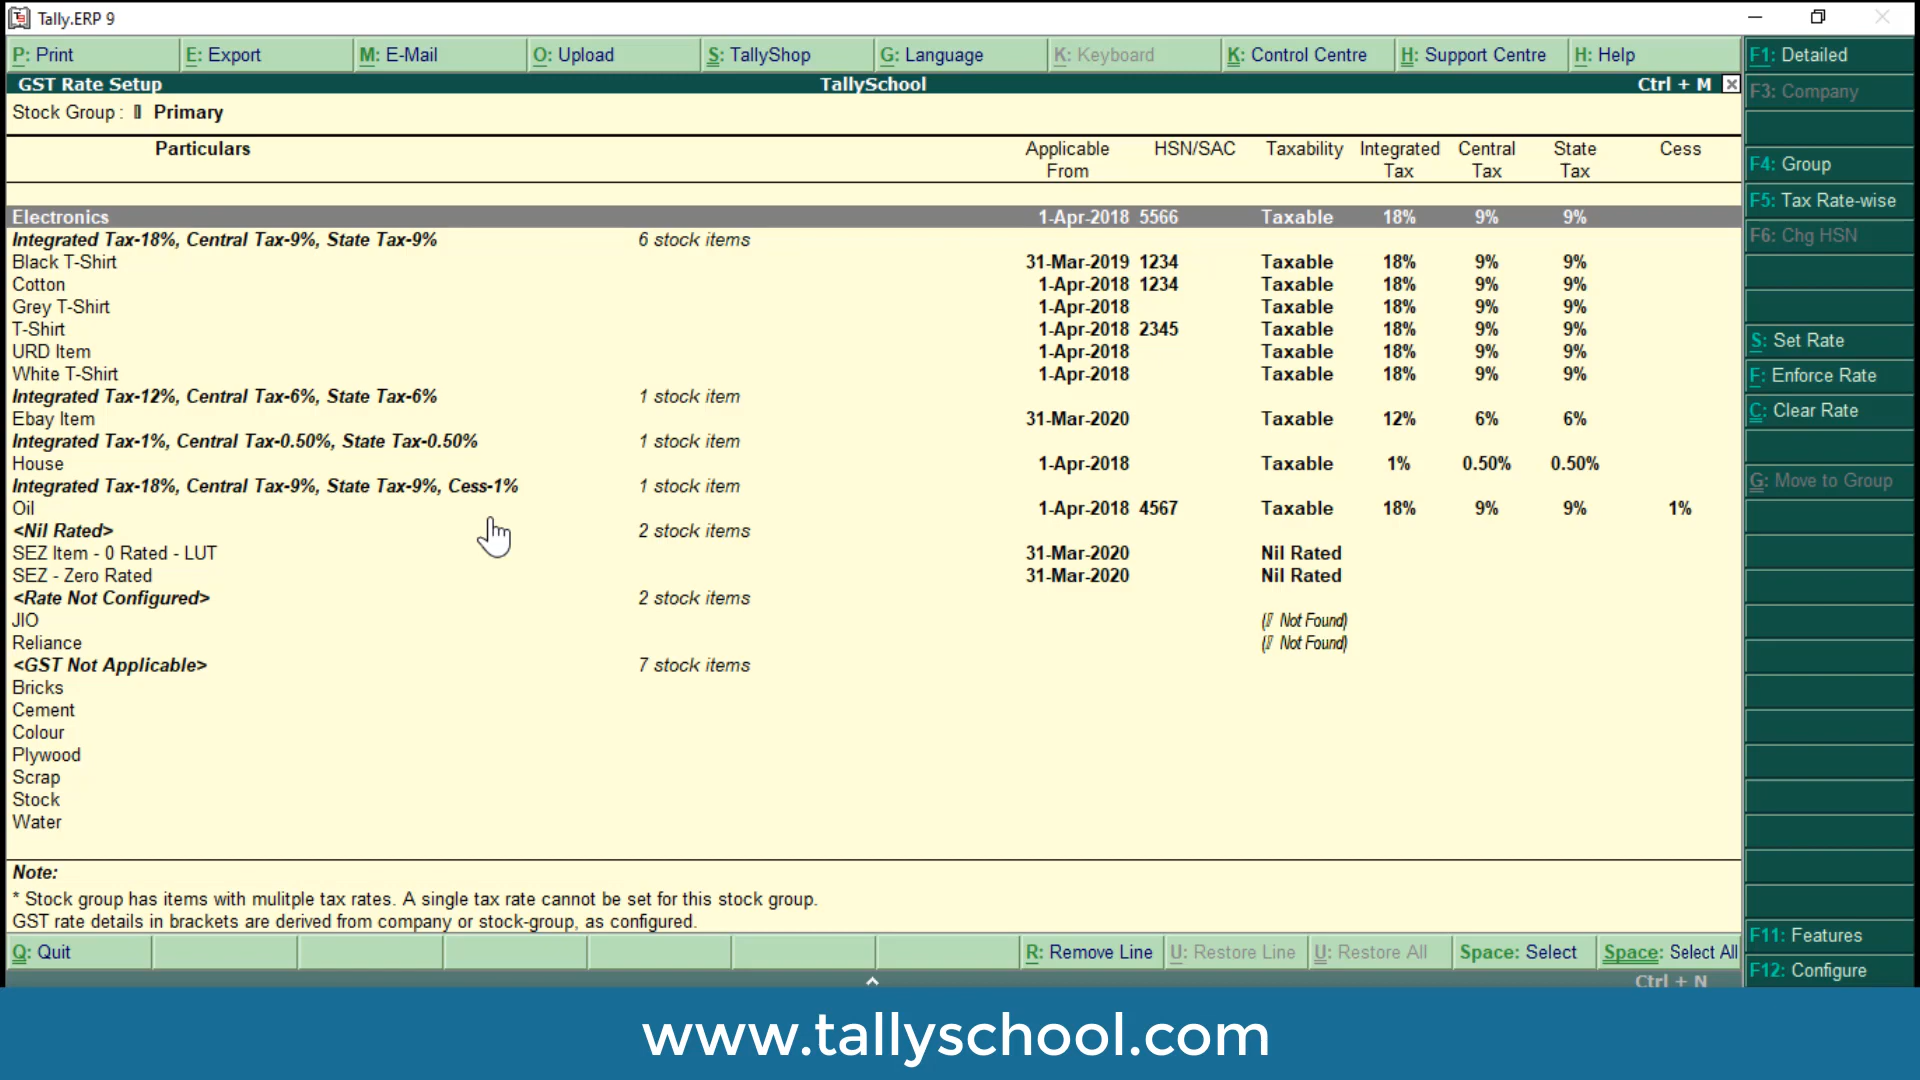 Tally.ERP 9
P: Print E: Export M: E-Mail O: Upload S: TallyShop G: Language K: Keyboard K: Control Centre H: Support Centre H: Help
GST Rate Setup TallySchool Ctrl + M
Stock Group : Primary
Particulars Applicable From HSN/SAC Taxability Integrated Tax Central Tax State Tax Cess
Electronics 1-Apr-2018 5566 Taxable 18% 9% 9%
Integrated Tax-18%, Central Tax-9%, State Tax-9% 6 stock items
Black T-Shirt 31-Mar-2019 1234 Taxable 18% 9% 9%
Cotton 1-Apr-2018 1234 Taxable 18% 9% 9%
Grey T-Shirt 1-Apr-2018 Taxable 18% 9% 9%
T-Shirt 1-Apr-2018 2345 Taxable 18% 9% 9%
URD Item 1-Apr-2018 Taxable 18% 9% 9%
White T-Shirt 1-Apr-2018 Taxable 18% 9% 9%
Integrated Tax-12%, Central Tax-6%, State Tax-6% 1 stock item
Ebay Item 31-Mar-2020 Taxable 12% 6% 6%
Integrated Tax-1%, Central Tax-0.50%, State Tax-0.50% 1 stock item
House 1-Apr-2018 Taxable 1% 0.50% 0.50%
Integrated Tax-18%, Central Tax-9%, State Tax-9%, Cess-1% 1 stock item
Oil 1-Apr-2018 4567 Taxable 18% 9% 9% 1%
<Nil Rated> 2 stock items
SEZ Item - 0 Rated - LUT 31-Mar-2020 Nil Rated
SEZ - Zero Rated 31-Mar-2020 Nil Rated
<Rate Not Configured> 2 stock items
JIO ( Not Found)
Reliance ( Not Found)
<GST Not Applicable> 7 stock items
Bricks
Cement
Colour
Plywood
Scrap
Stock
Water
Note:
* Stock group has items with mulitple tax rates. A single tax rate cannot be set for this stock group.
GST rate details in brackets are derived from company or stock-group, as configured.
Q: Quit R: Remove Line U: Restore Line U: Restore All Space: Select Space: Select All
Ctrl + N
F1: Detailed
F3: Company
F4: Group
F5: Tax Rate-wise
F6: Chg HSN
S: Set Rate
F: Enforce Rate
C: Clear Rate
G: Move to Group
F11: Features
F12: Configure
www.tallyschool.com